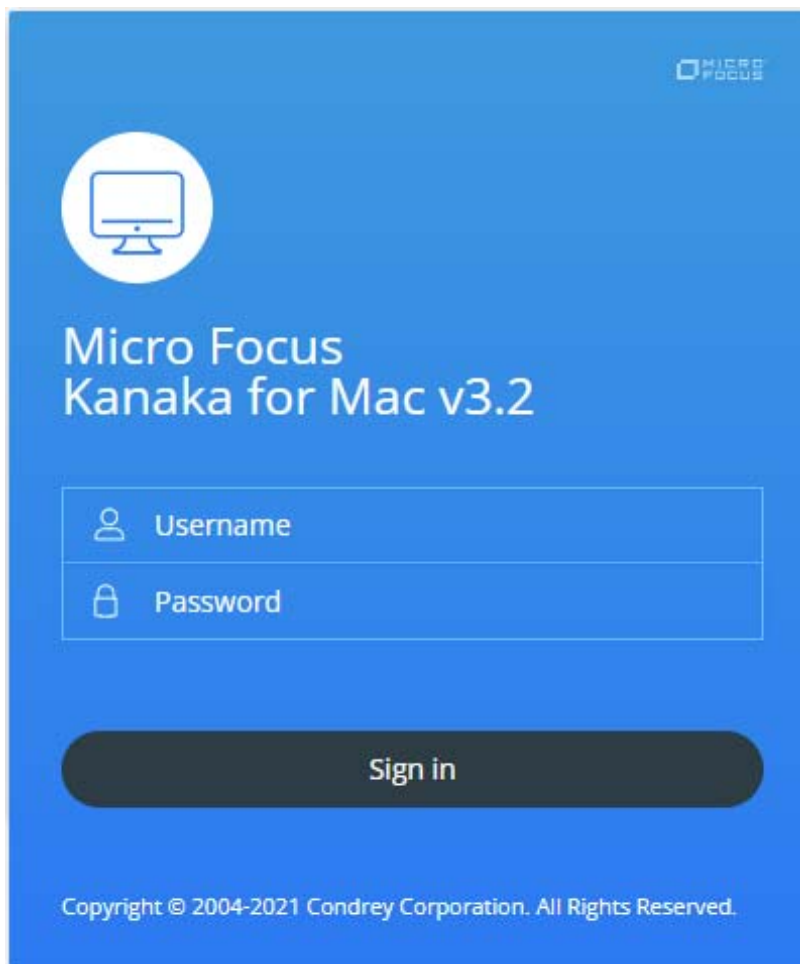 MICRO
FOCUS
Micro Focus
Kanaka for Mac v3.2
Username
Password
Sign in
Copyright © 2004-2021 Condrey Corporation. All Rights Reserved.